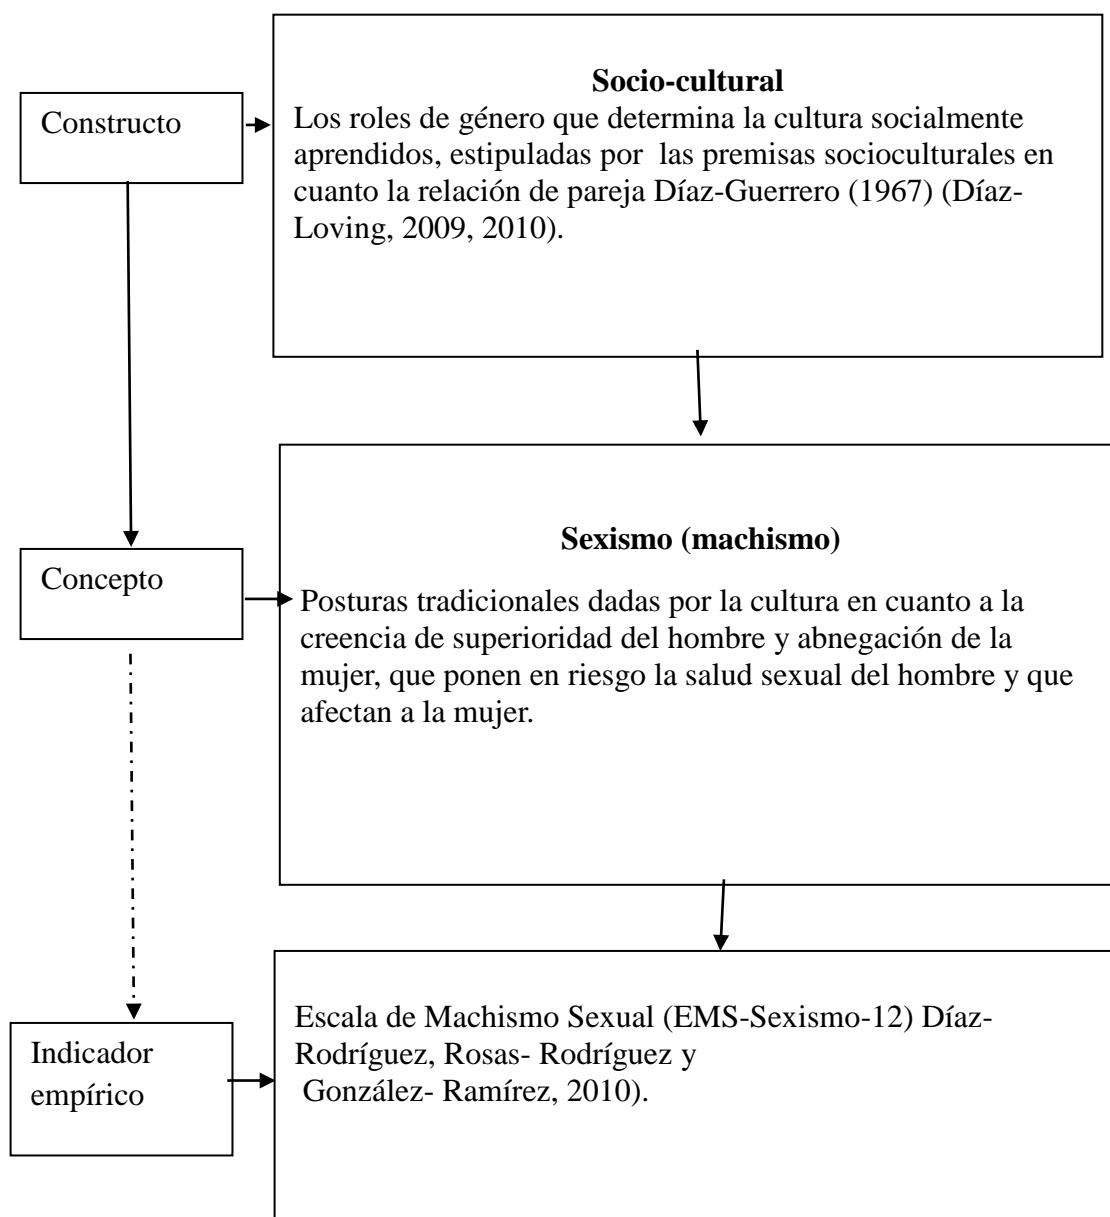 Constructo
Socio-cultural
Los roles de género que determina la cultura socialmente
aprendidos, estipuladas por las premisas socioculturales en
cuanto la relación de pareja Díaz-Guerrero (1967) (Díaz-
Loving, 2009, 2010).
Concepto
Sexismo (machismo)
Posturas tradicionales dadas por la cultura en cuanto a la
creencia de superioridad del hombre y abnegación de la
mujer, que ponen en riesgo la salud sexual del hombre y que
afectan a la mujer.
Indicador
empírico
Escala de Machismo Sexual (EMS-Sexismo-12) Díaz-
Rodríguez, Rosas- Rodríguez y
González- Ramírez, 2010).